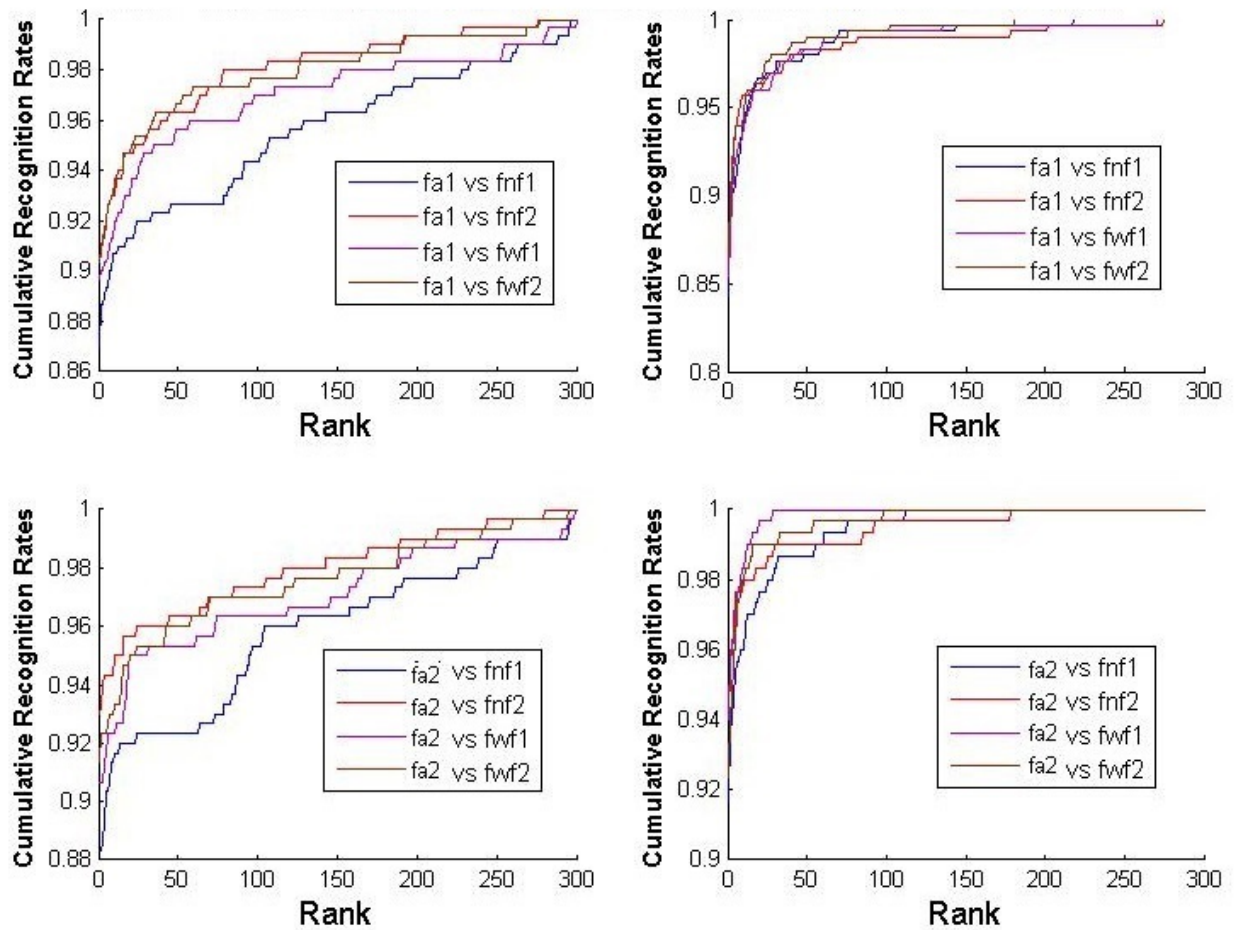 Cumulative Recognition Rates
1
0.98
0.96
0.94
0.92
0.9
0.88
0.86
fa1 vs fnf1
fa1 vs fnf2
fa1 vs fwf1
fa1 vs fwf2
0 50 100 150 200 250 300
Rank
Cumulative Recognition Rates
1
0.95
0.9
0.85
0.8
fa1 vs fnf1
fa1 vs fnf2
fa1 vs fwf1
fa1 vs fwf2
0 50 100 150 200 250 300
Rank
Cumulative Recognition Rates
1
0.98
0.96
0.94
0.92
0.9
0.88
fa2 vs fnf1
fa2 vs fnf2
fa2 vs fwf1
fa2 vs fwf2
0 50 100 150 200 250 300
Rank
Cumulative Recognition Rates
1
0.98
0.96
0.94
0.92
0.9
fa2 vs fnf1
fa2 vs fnf2
fa2 vs fwf1
fa2 vs fwf2
0 50 100 150 200 250 300
Rank